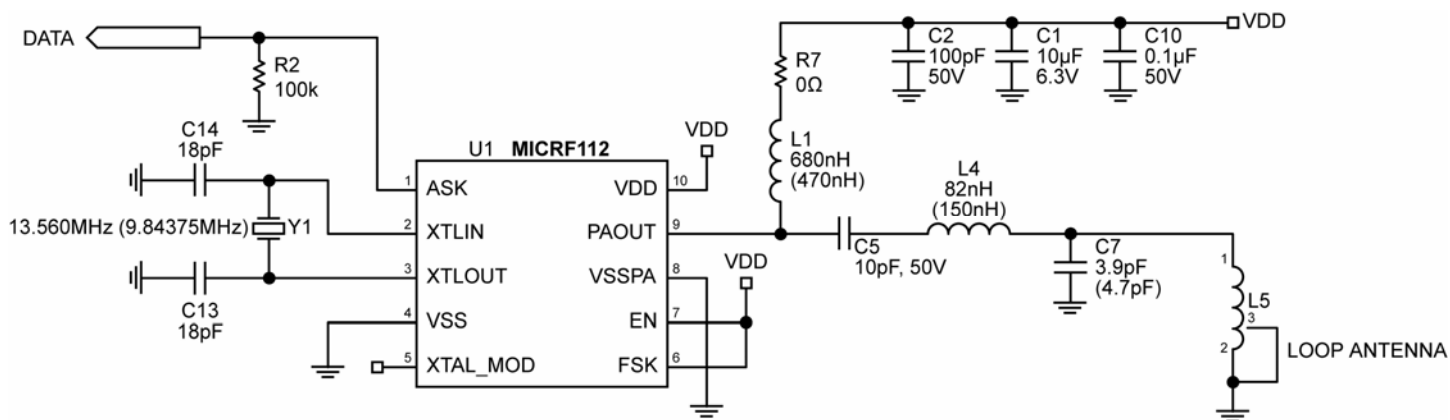 DATA
R2
100k
C14
18pF
13.560MHz (9.84375MHz)
Y1
C13
18pF
U1 MICRF112
1 ASK
2 XTLIN
3 XTLOUT
4 VSS
5 XTAL_MOD
VDD 10
PAOUT 9
VSSPA 8
EN 7
FSK 6
VDD
VDD
R7
0Ω
L1
680nH
(470nH)
C2
100pF
50V
C1
10µF
6.3V
C10
0.1µF
50V
VDD
C5
10pF, 50V
L4
82nH
(150nH)
C7
3.9pF
(4.7pF)
1
L5
3
2
LOOP ANTENNA